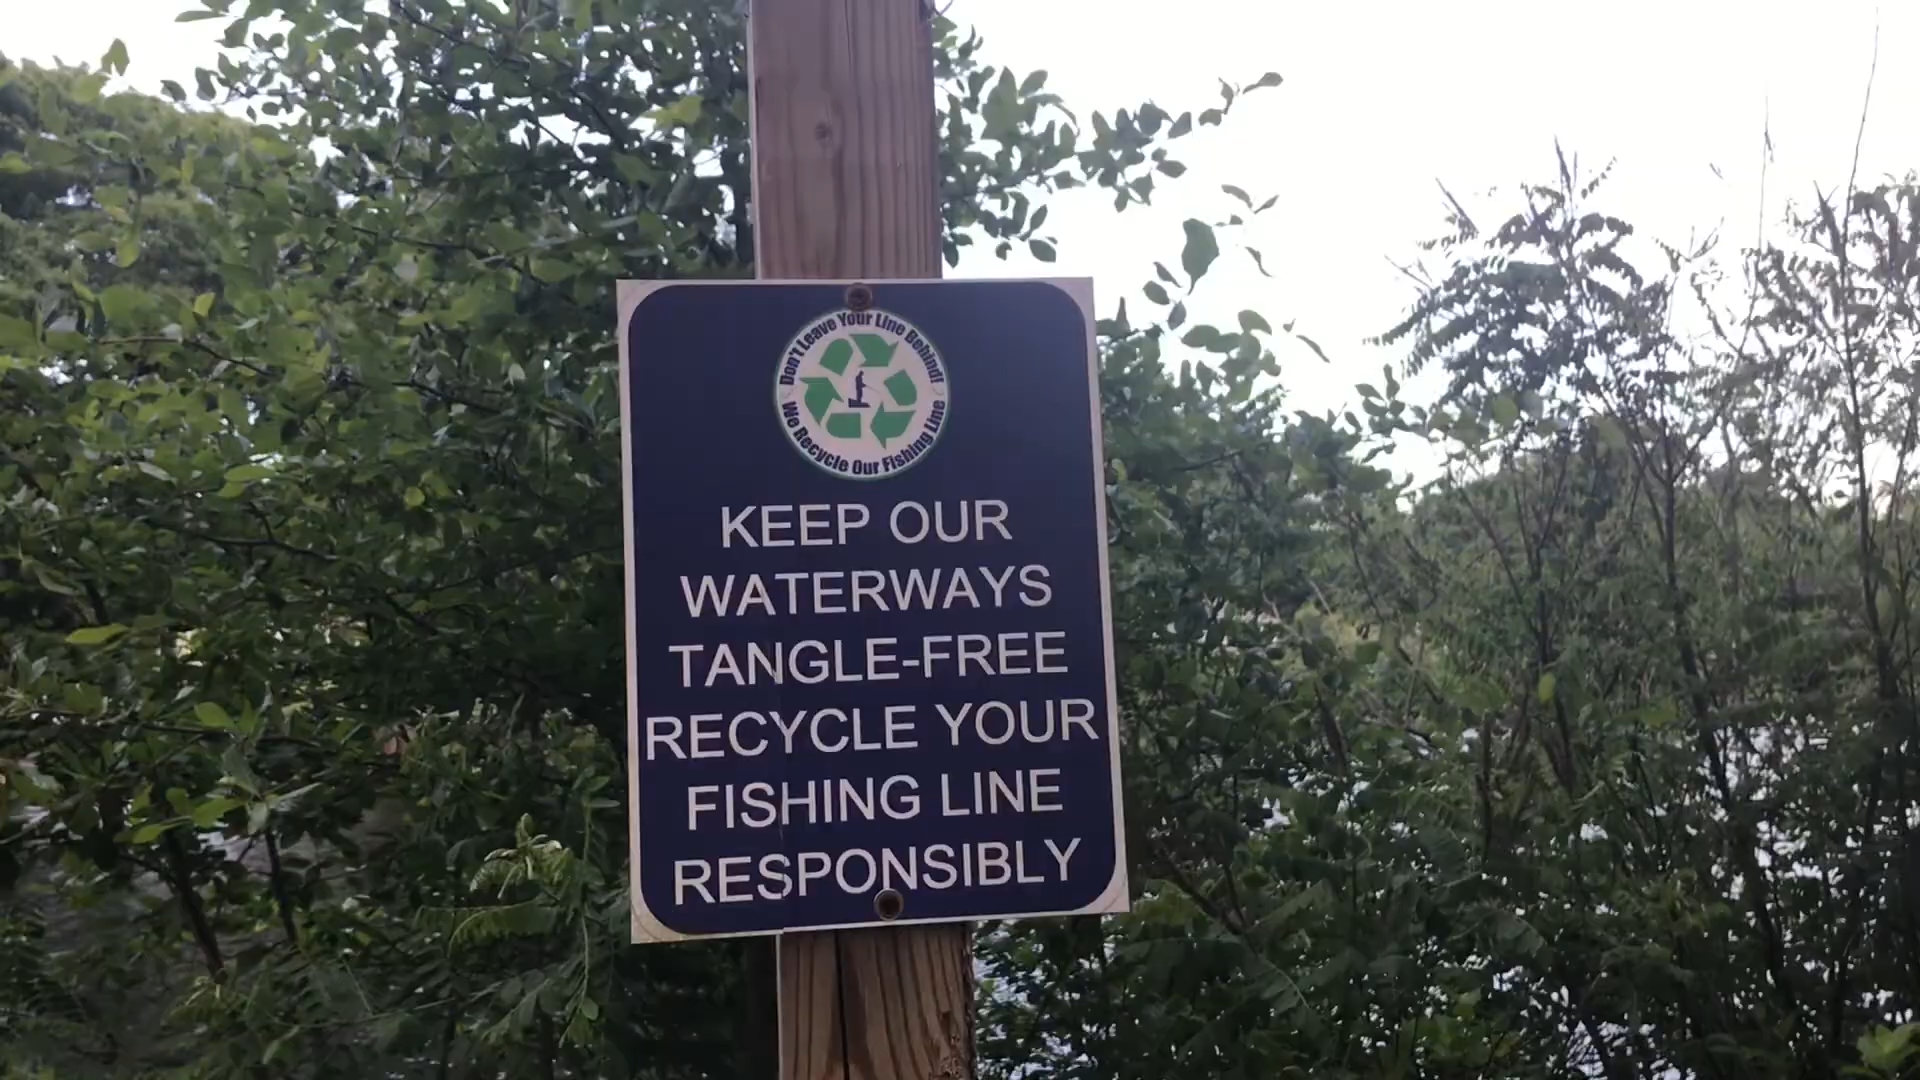 Don't Leave Your Line Behind!
We Recycle Our Fishing Line
KEEP OUR
WATERWAYS
TANGLE-FREE
RECYCLE YOUR
FISHING LINE
RESPONSIBLY